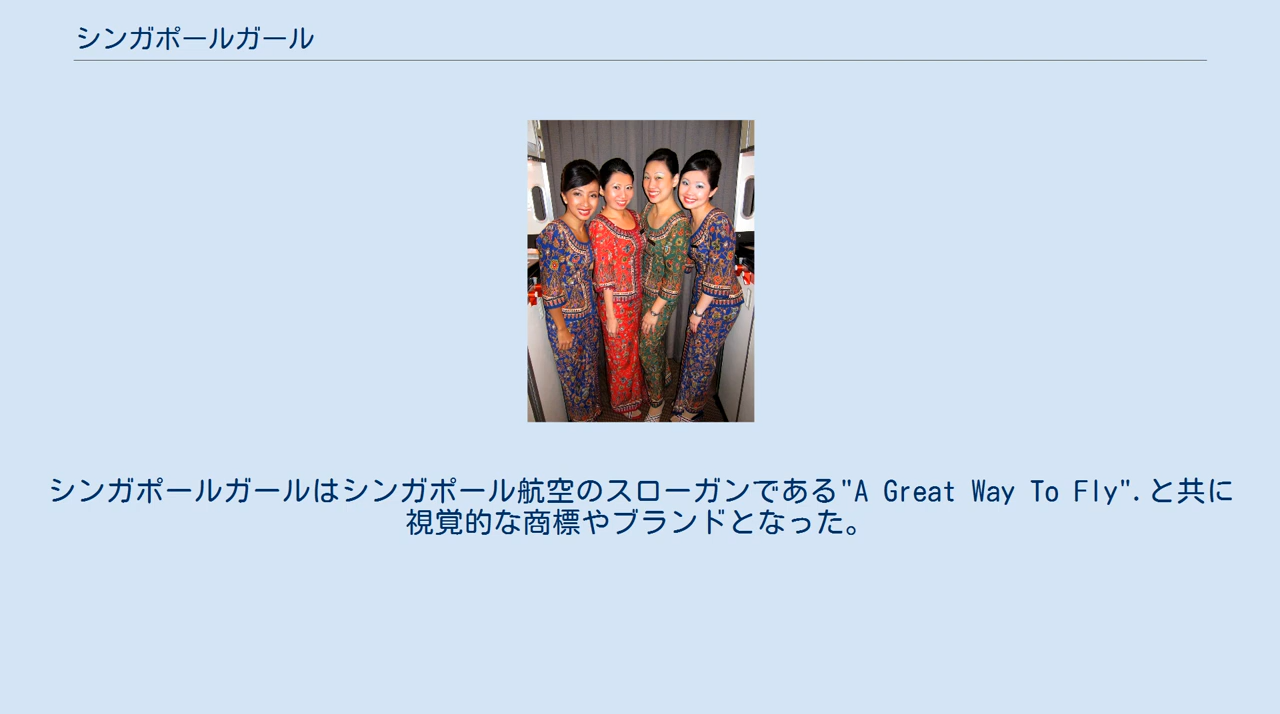 シンガポールガール
シンガポールガールはシンガポール航空のスローガンである"A Great Way To Fly".と共に
視覚的な商標やブランドとなった。